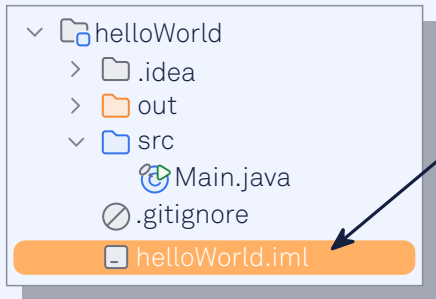 helloWorld
.idea
out
src
Main.java
.gitignore
helloWorld.iml